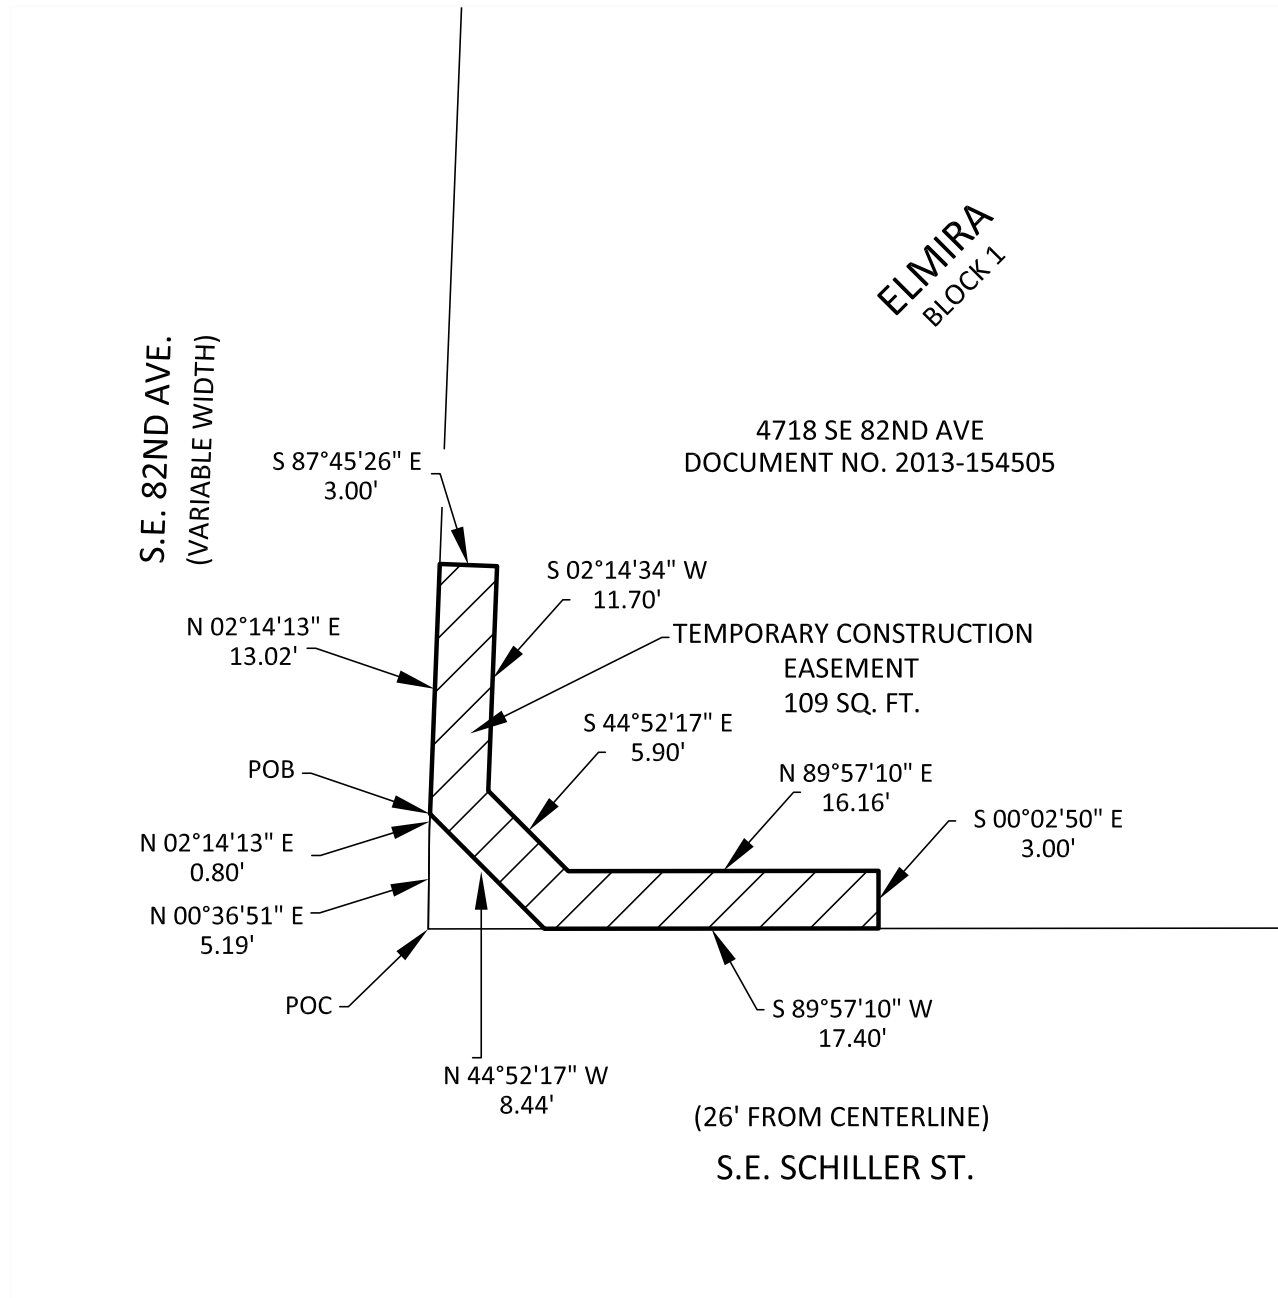 ELMIRA
BLOCK 1
S.E. 82ND AVE.
(VARIABLE WIDTH)
4718 SE 82ND AVE
DOCUMENT NO. 2013-154505
S 87°45'26" E
3.00'
S 02°14'34" W
11.70'
N 02°14'13" E
13.02'
TEMPORARY CONSTRUCTION
EASEMENT
109 SQ. FT.
S 44°52'17" E
5.90'
POB
N 89°57'10" E
16.16'
S 00°02'50" E
3.00'
N 02°14'13" E
0.80'
N 00°36'51" E
5.19'
POC
S 89°57'10" W
17.40'
N 44°52'17" W
8.44'
(26' FROM CENTERLINE)
S.E. SCHILLER ST.